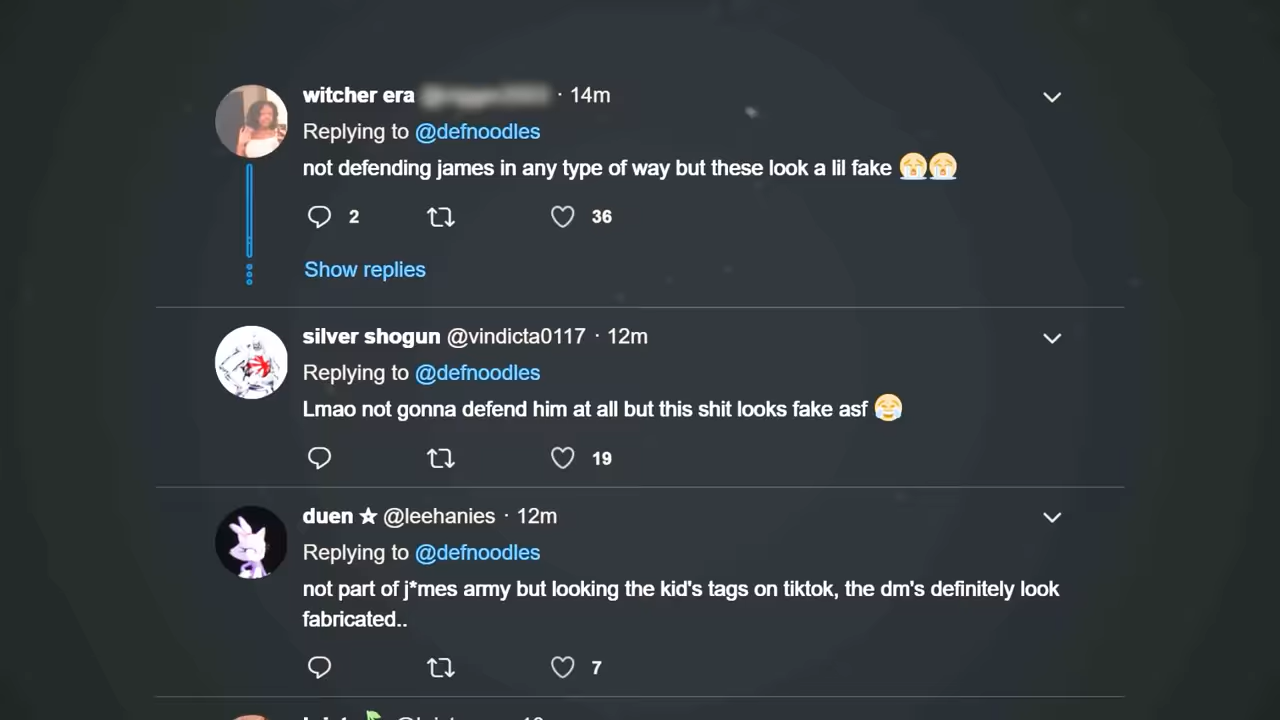 witcher era · 14m
Replying to @defnoodles
not defending james in any type of way but these look a lil fake 😭😭
2 36
Show replies
silver shogun @vindicta0117 · 12m
Replying to @defnoodles
Lmao not gonna defend him at all but this shit looks fake asf 😂
19
duen ☆ @leehanies · 12m
Replying to @defnoodles
not part of j*mes army but looking the kid's tags on tiktok, the dm's definitely look
fabricated..
7